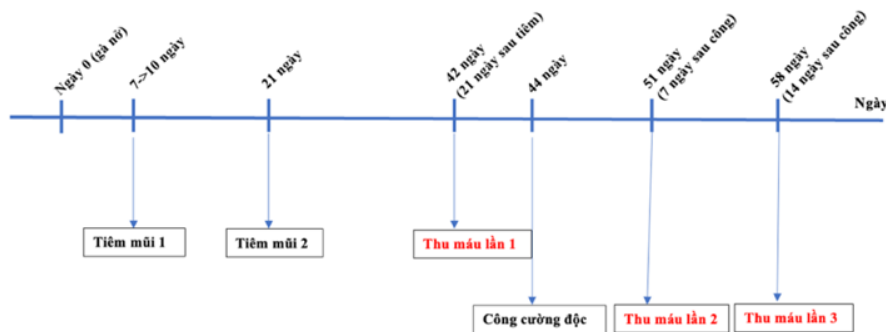 Ngày 0 (gà nở)
7->10 ngày
21 ngày
42 ngày
(21 ngày sau tiêm)
44 ngày
51 ngày
(7 ngày sau công)
58 ngày
(14 ngày sau công)
Ngày
Tiêm mũi 1
Tiêm mũi 2
Thu máu lần 1
Công cường độc
Thu máu lần 2
Thu máu lần 3